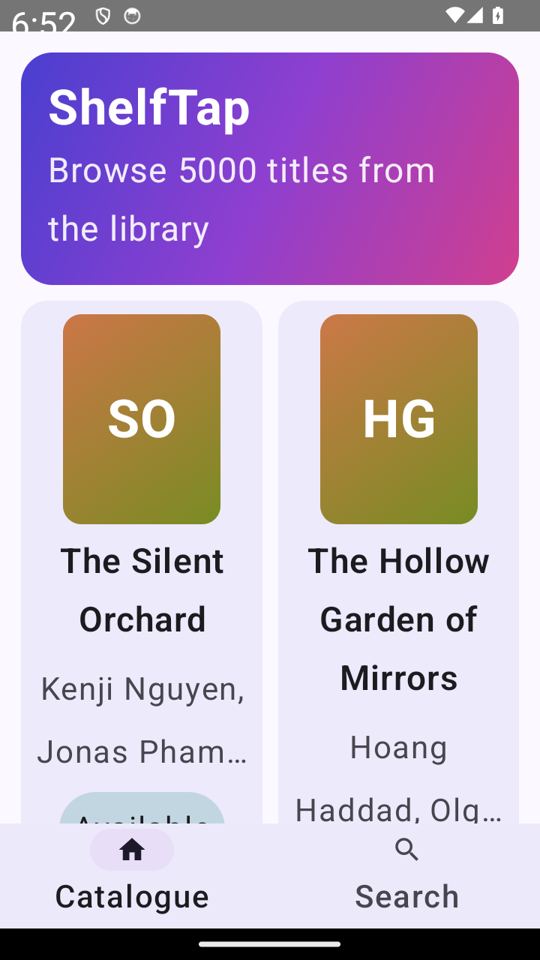 6:52
ShelfTap
Browse 5000 titles from
the library
SO
The Silent
Orchard
Kenji Nguyen,
Jonas Pham…
Available
HG
The Hollow
Garden of
Mirrors
Hoang
Haddad, Olg…
Catalogue
Search